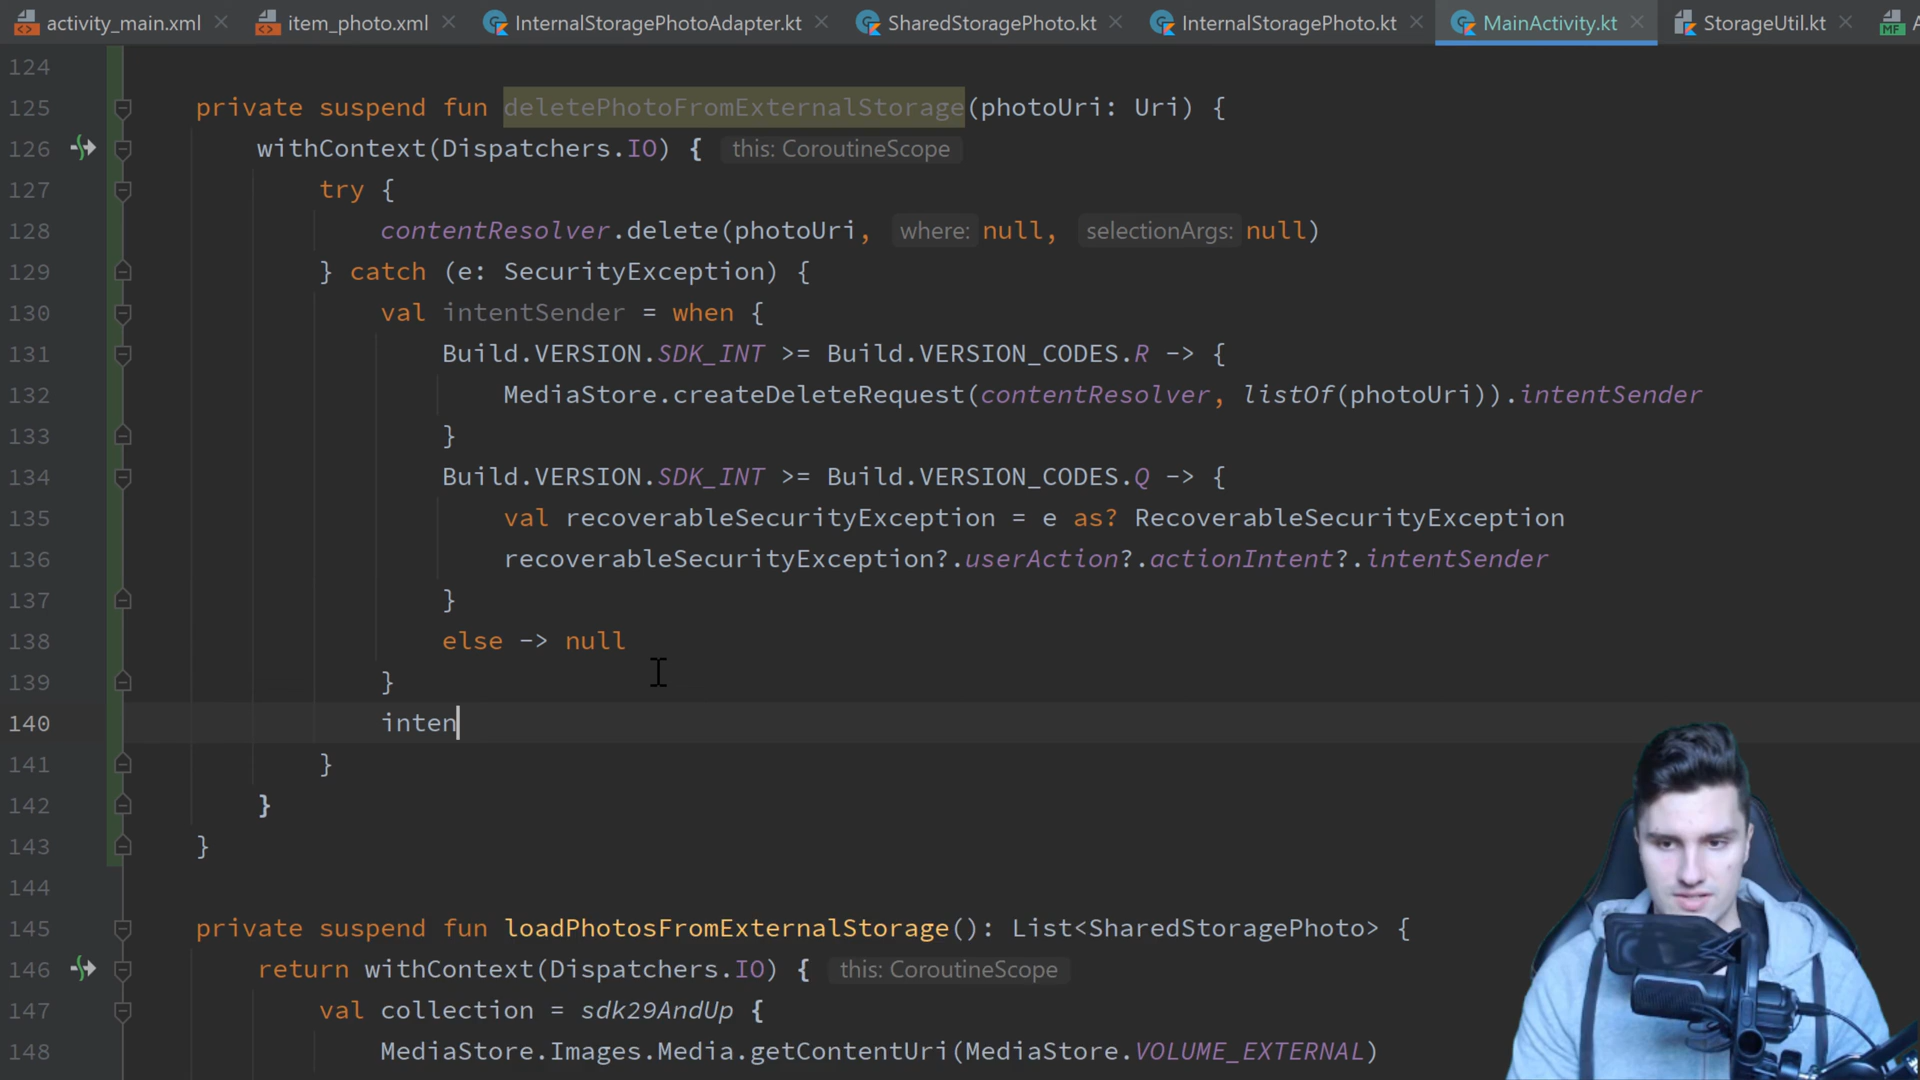 activity_main.xml item_photo.xml InternalStoragePhotoAdapter.kt SharedStoragePhoto.kt InternalStoragePhoto.kt MainActivity.kt StorageUtil.kt
124
125 private suspend fun deletePhotoFromExternalStorage(photoUri: Uri) {
126 withContext(Dispatchers.IO) { this: CoroutineScope
127 try {
128 contentResolver.delete(photoUri, where: null, selectionArgs: null)
129 } catch (e: SecurityException) {
130 val intentSender = when {
131 Build.VERSION.SDK_INT >= Build.VERSION_CODES.R -> {
132 MediaStore.createDeleteRequest(contentResolver, listOf(photoUri)).intentSender
133 }
134 Build.VERSION.SDK_INT >= Build.VERSION_CODES.Q -> {
135 val recoverableSecurityException = e as? RecoverableSecurityException
136 recoverableSecurityException?.userAction?.actionIntent?.intentSender
137 }
138 else -> null
139 }
140 inten
141 }
142 }
143 }
144
145 private suspend fun loadPhotosFromExternalStorage(): List<SharedStoragePhoto> {
146 return withContext(Dispatchers.IO) { this: CoroutineScope
147 val collection = sdk29AndUp {
148 MediaStore.Images.Media.getContentUri(MediaStore.VOLUME_EXTERNAL)